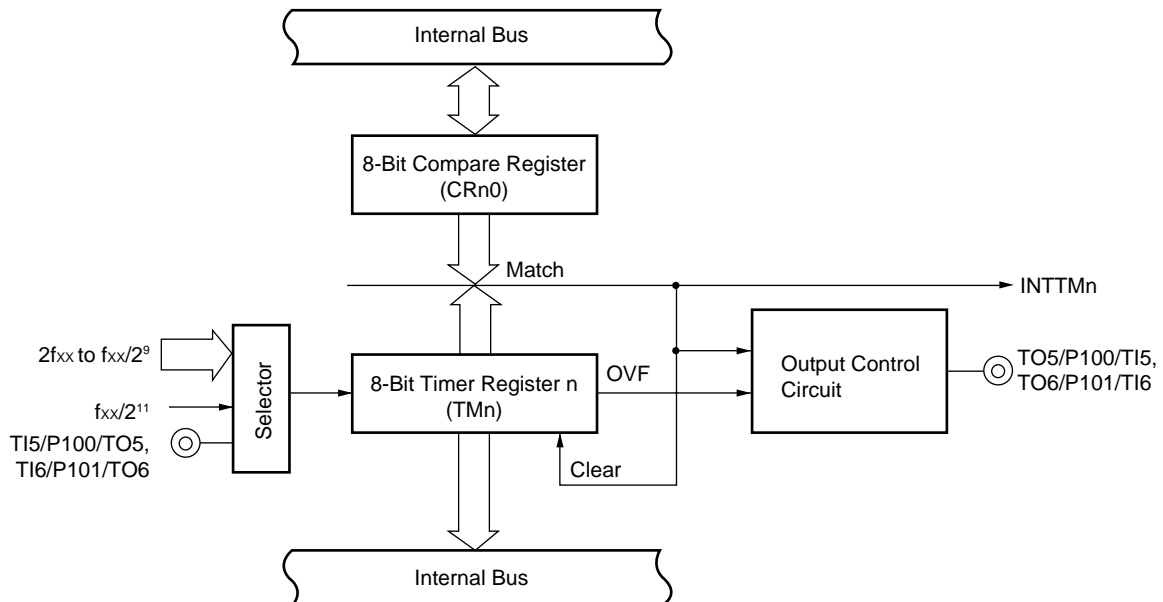 Internal Bus
8-Bit Compare Register
(CRn0)
Match
INTTMn
2fxx to fxx/2⁹
fxx/2¹¹
TI5/P100/TO5,
TI6/P101/TO6
Selector
8-Bit Timer Register n
(TMn)
OVF
Clear
Output Control
Circuit
TO5/P100/TI5,
TO6/P101/TI6
Internal Bus